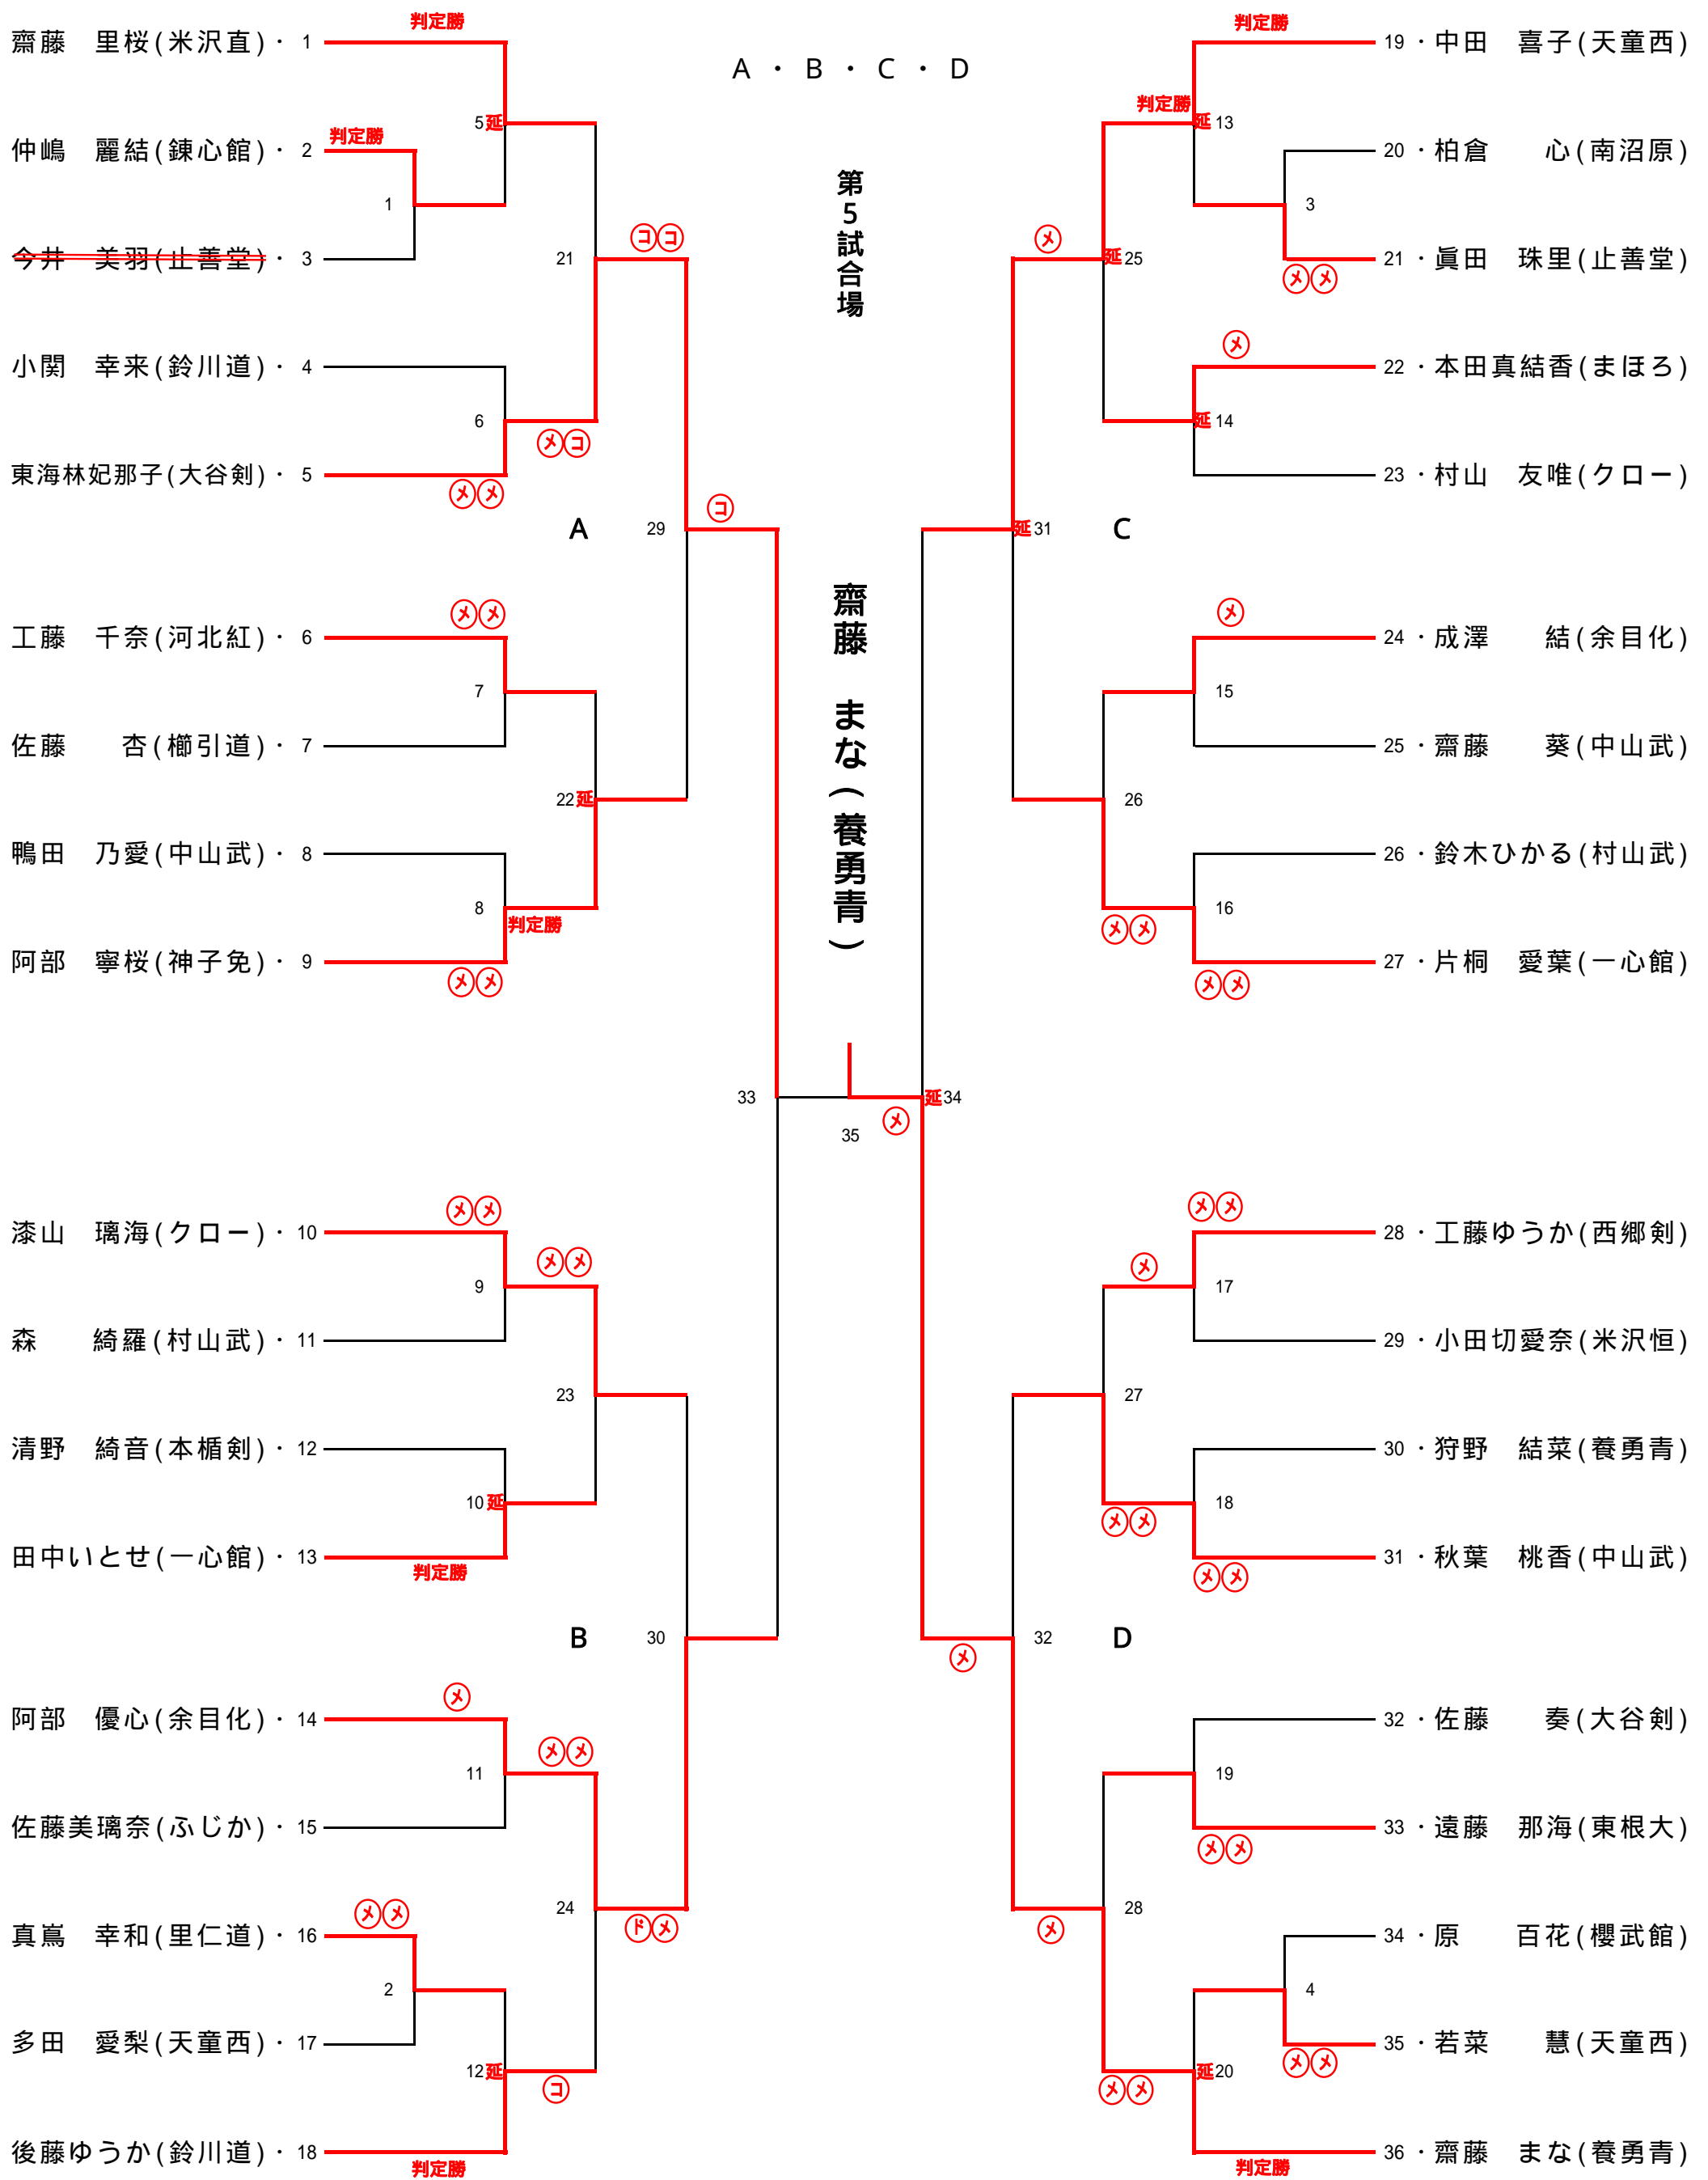 A ・ B ・ C ・ D
第5試合場
齋藤　まな(養勇青)
判定勝
齋藤　里桜(米沢直)・ 1
5 延
判定勝
仲嶋　麗結(錬心館)・ 2
1
今井　美羽(止善堂)・ 3
21
コ コ
小関　幸来(鈴川道)・ 4
6
メ コ
東海林妃那子(大谷剣)・ 5
メ メ
A
29
コ
メ メ
工藤　千奈(河北紅)・ 6
7
佐藤　　杏(櫛引道)・ 7
22 延
鴨田　乃愛(中山武)・ 8
8
判定勝
阿部　寧桜(神子免)・ 9
メ メ
33
35
メ
延 34
メ メ
漆山　璃海(クロー)・ 10
メ メ
9
森　　綺羅(村山武)・ 11
23
清野　綺音(本楯剣)・ 12
10 延
田中いとせ(一心館)・ 13
判定勝
B
30
メ
阿部　優心(余目化)・ 14
メ メ
11
佐藤美璃奈(ふじか)・ 15
24
ド メ
メ メ
真嶌　幸和(里仁道)・ 16
2
多田　愛梨(天童西)・ 17
12 延
コ
後藤ゆうか(鈴川道)・ 18
判定勝
判定勝
19 ・中田　喜子(天童西)
判定勝
延 13
20 ・柏倉　　心(南沼原)
3
21 ・眞田　珠里(止善堂)
メ メ
メ
延 25
メ
22 ・本田真結香(まほろ)
延 14
23 ・村山　友唯(クロー)
延 31
C
メ
24 ・成澤　　結(余目化)
15
25 ・齋藤　　葵(中山武)
26
26 ・鈴木ひかる(村山武)
16
メ メ
27 ・片桐　愛葉(一心館)
メ メ
メ メ
28 ・工藤ゆうか(西郷剣)
メ
17
29 ・小田切愛奈(米沢恒)
27
30 ・狩野　結菜(養勇青)
18
メ メ
31 ・秋葉　桃香(中山武)
メ メ
32
D
メ
32 ・佐藤　　奏(大谷剣)
19
33 ・遠藤　那海(東根大)
メ メ
28
メ
34 ・原　　百花(櫻武館)
4
35 ・若菜　　慧(天童西)
メ メ
延 20
メ メ
36 ・齋藤　まな(養勇青)
判定勝